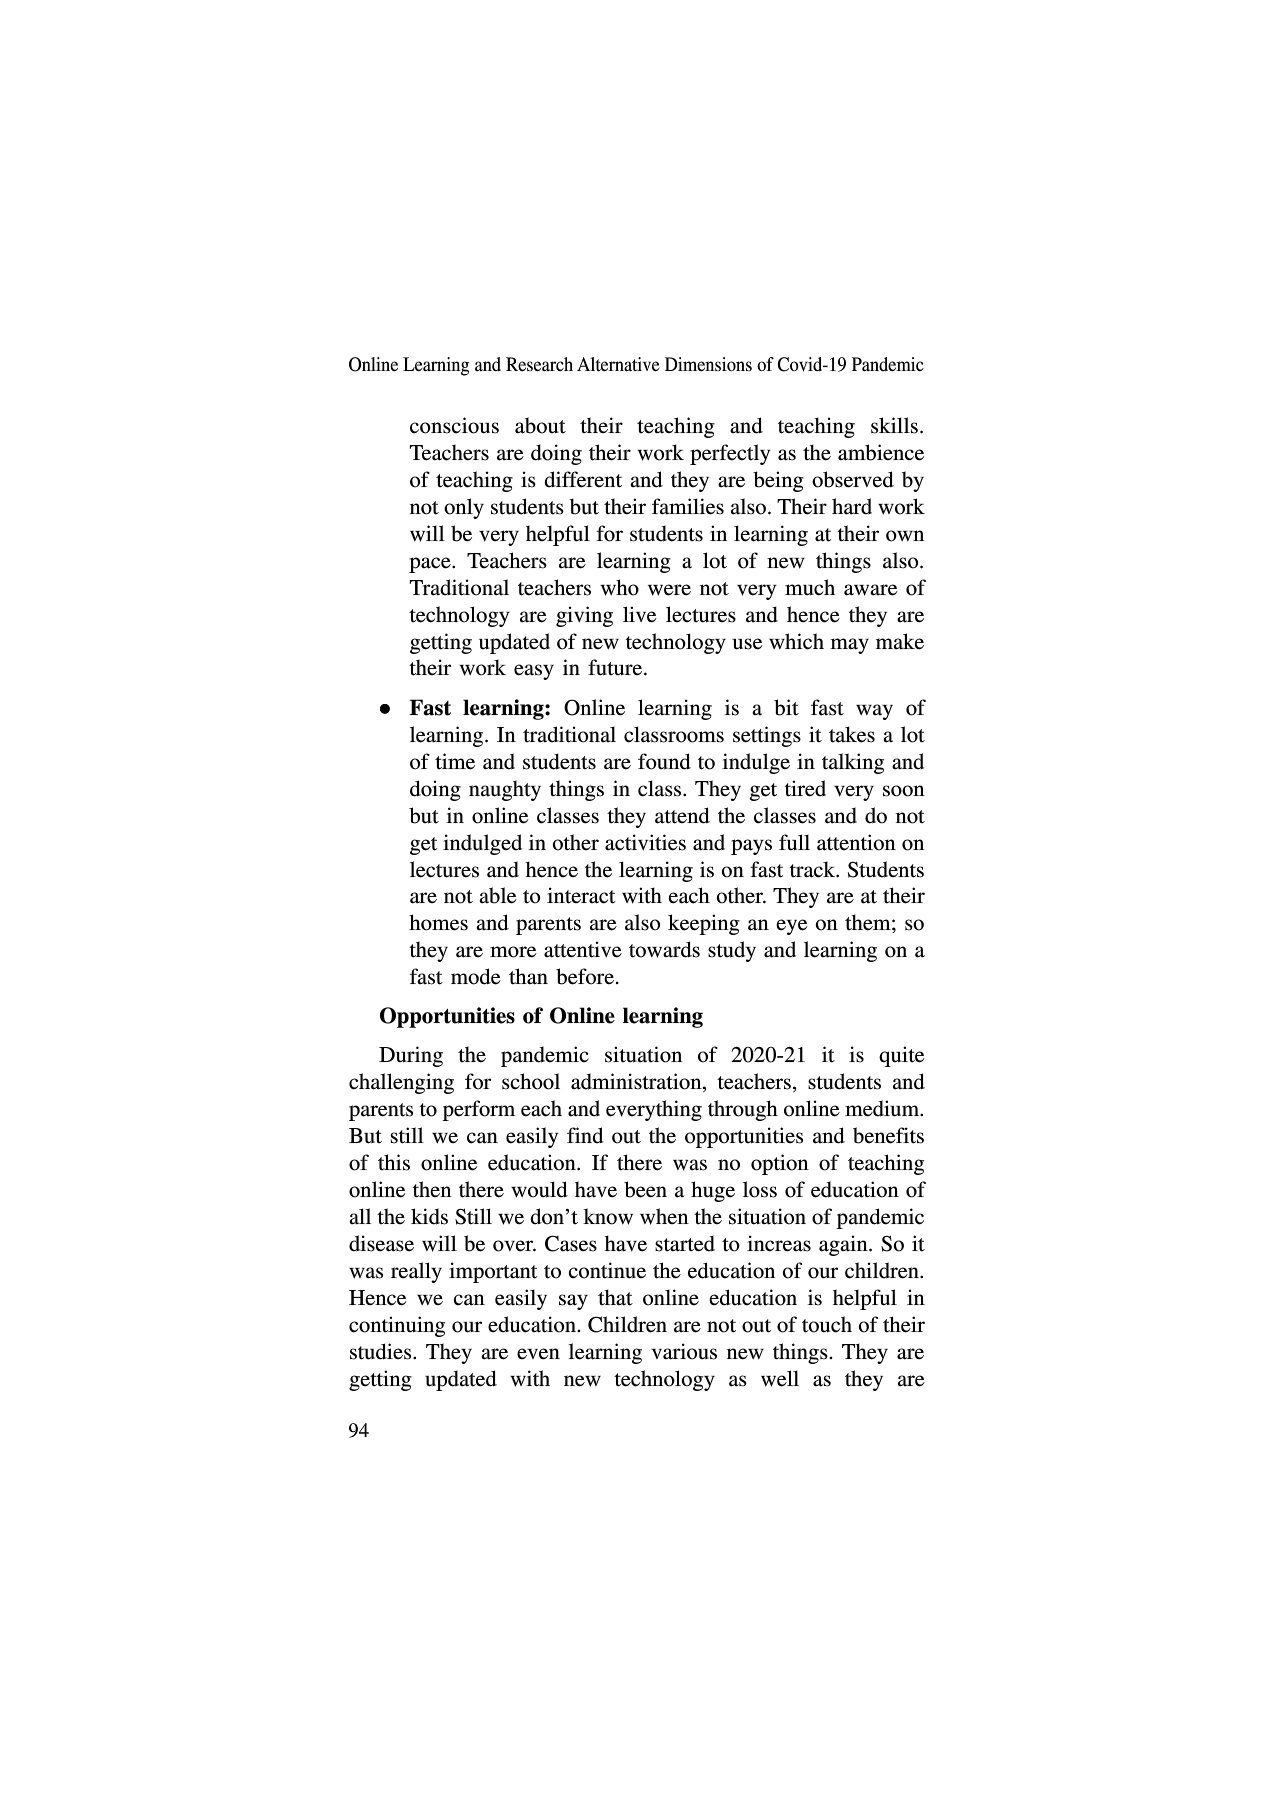 Online Learning and Research Alternative Dimensions of Covid-19 Pandemic
conscious about their teaching and teaching skills.
Teachers are doing their work perfectly as the ambience
of teaching is different and they are being observed by
not only students but their families also. Their hard work
will be very helpful for students in learning at their own
pace. Teachers are learning a lot of new things also.
Traditional teachers who were not very much aware of
technology are giving live lectures and hence they are
getting updated of new technology use which may make
their work easy in future.
● Fast learning: Online learning is a bit fast way of
learning. In traditional classrooms settings it takes a lot
of time and students are found to indulge in talking and
doing naughty things in class. They get tired very soon
but in online classes they attend the classes and do not
get indulged in other activities and pays full attention on
lectures and hence the learning is on fast track. Students
are not able to interact with each other. They are at their
homes and parents are also keeping an eye on them; so
they are more attentive towards study and learning on a
fast mode than before.
Opportunities of Online learning
During the pandemic situation of 2020-21 it is quite
challenging for school administration, teachers, students and
parents to perform each and everything through online medium.
But still we can easily find out the opportunities and benefits
of this online education. If there was no option of teaching
online then there would have been a huge loss of education of
all the kids Still we don’t know when the situation of pandemic
disease will be over. Cases have started to increas again. So it
was really important to continue the education of our children.
Hence we can easily say that online education is helpful in
continuing our education. Children are not out of touch of their
studies. They are even learning various new things. They are
getting updated with new technology as well as they are
94